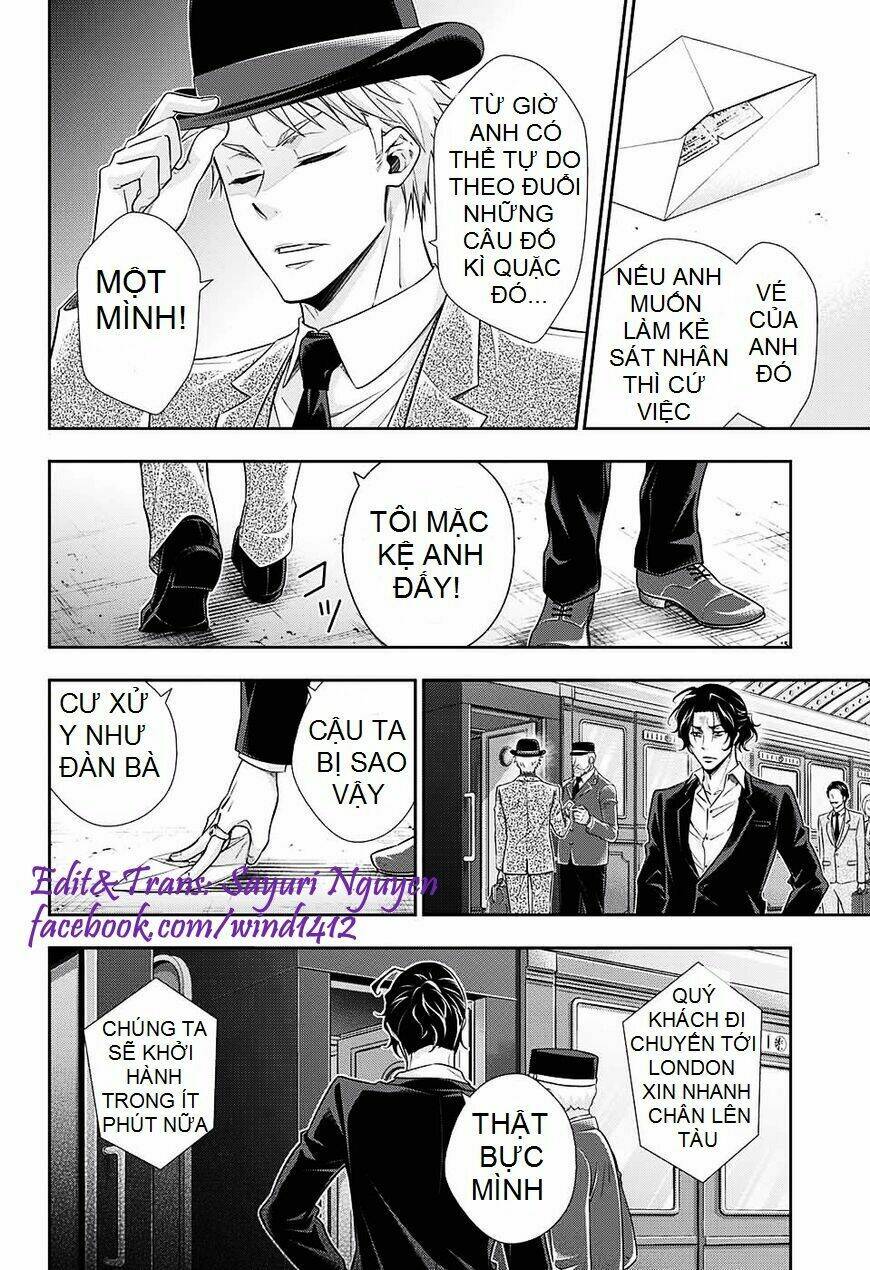 VÉ
CỦA
ANH
ĐÓ
NẾU ANH
MUỐN
LÀM KẺ
SÁT NHÂN
THÌ CỨ
VIỆC
TỪ GIỜ
ANH CÓ
THỂ TỰ DO
THEO ĐUỔI
NHỮNG
CÂU ĐỐ
KÌ QUẶC
ĐÓ...
MỘT
MÌNH!
TÔI MẶC
KỆ ANH
ĐẤY!
CẬU TA
BỊ SAO
VẬY
CƯ XỬ
Y NHƯ
ĐÀN BÀ
Edit&Trans: Sayuri Nguyen
facebook.com/wind1412
QUÝ
KHÁCH ĐI
CHUYẾN TỚI
LONDON
XIN NHANH
CHÂN LÊN
TÀU
THẬT
BỰC
MÌNH
CHÚNG TA
SẼ KHỞI
HÀNH
TRONG ÍT
PHÚT NỮA